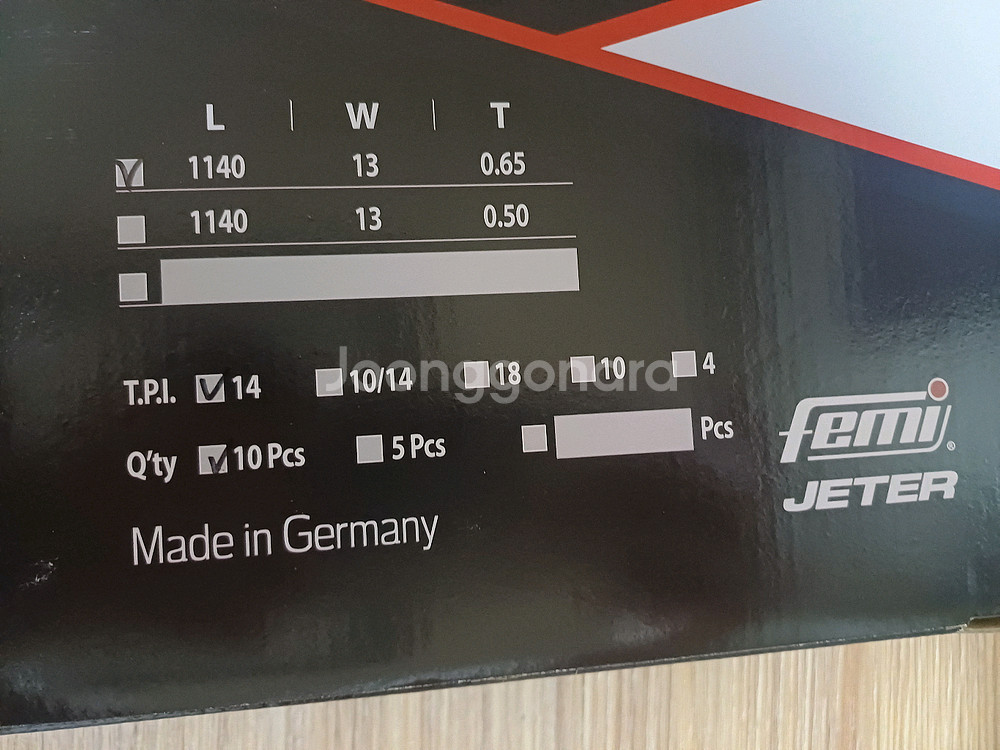 L | W | T
1140 13 0.65
1140 13 0.50
T.P.I. 14 10/14 18 10 4
Q'ty 10 Pcs 5 Pcs Pcs
Made in Germany
femi®
JETER
Joonggonara